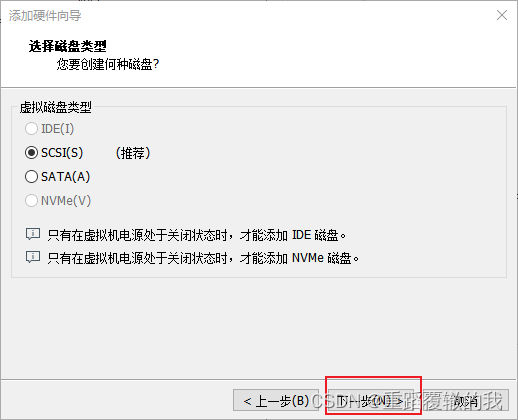 添加硬件向导
选择磁盘类型
您要创建何种磁盘?
虚拟磁盘类型
IDE(I)
SCSI(S) （推荐）
SATA(A)
NVMe(V)
只有在虚拟机电源处于关闭状态时，才能添加 IDE 磁盘。
只有在虚拟机电源处于关闭状态时，才能添加 NVMe 磁盘。
< 上一步(B) 下一步(N) > 取消
CSDN @重蹈覆辙的我